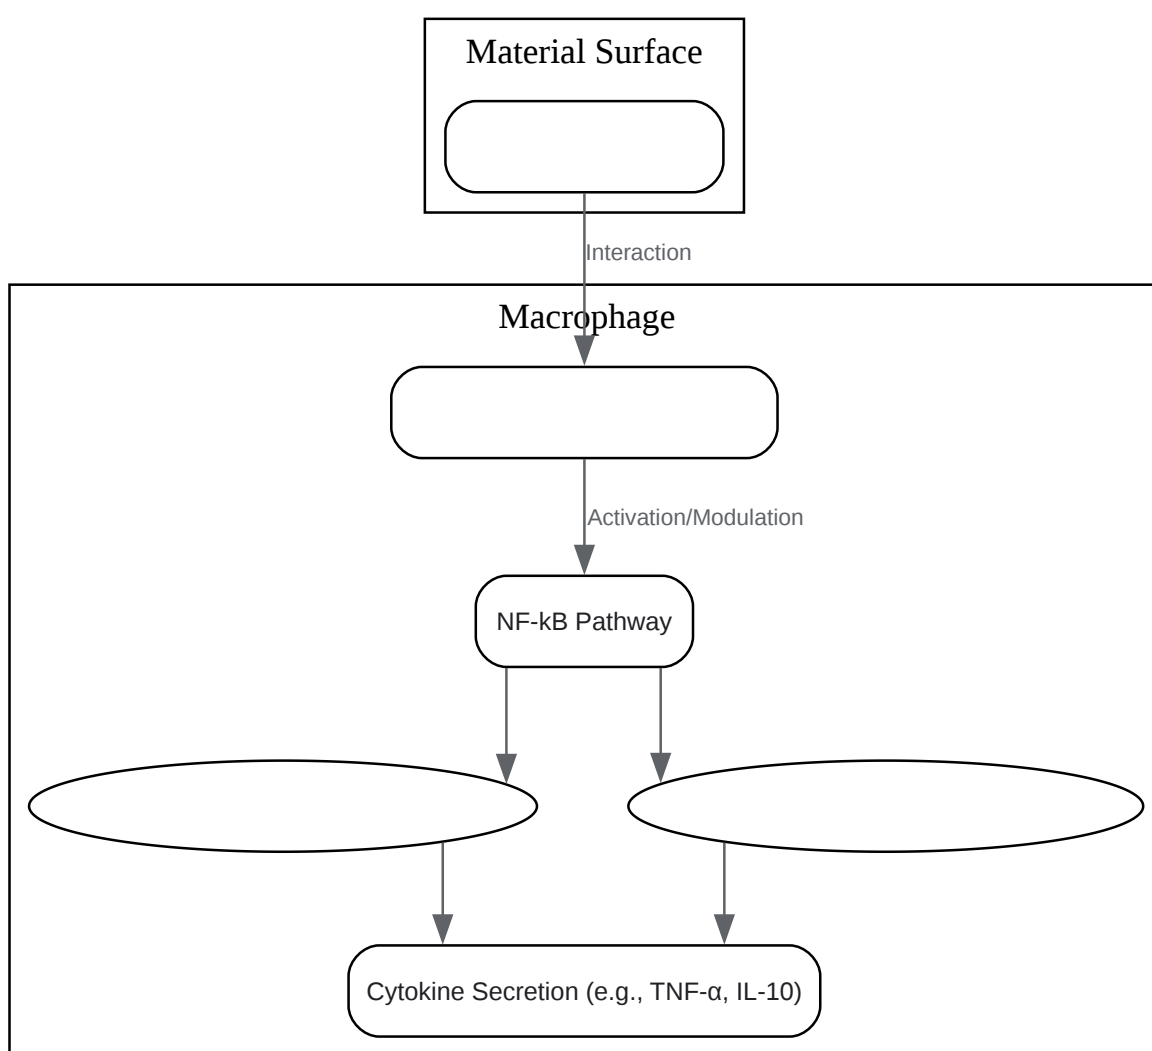 Material Surface
Interaction
Macrophage
Activation/Modulation
NF-kB Pathway
Cytokine Secretion (e.g., TNF-α, IL-10)